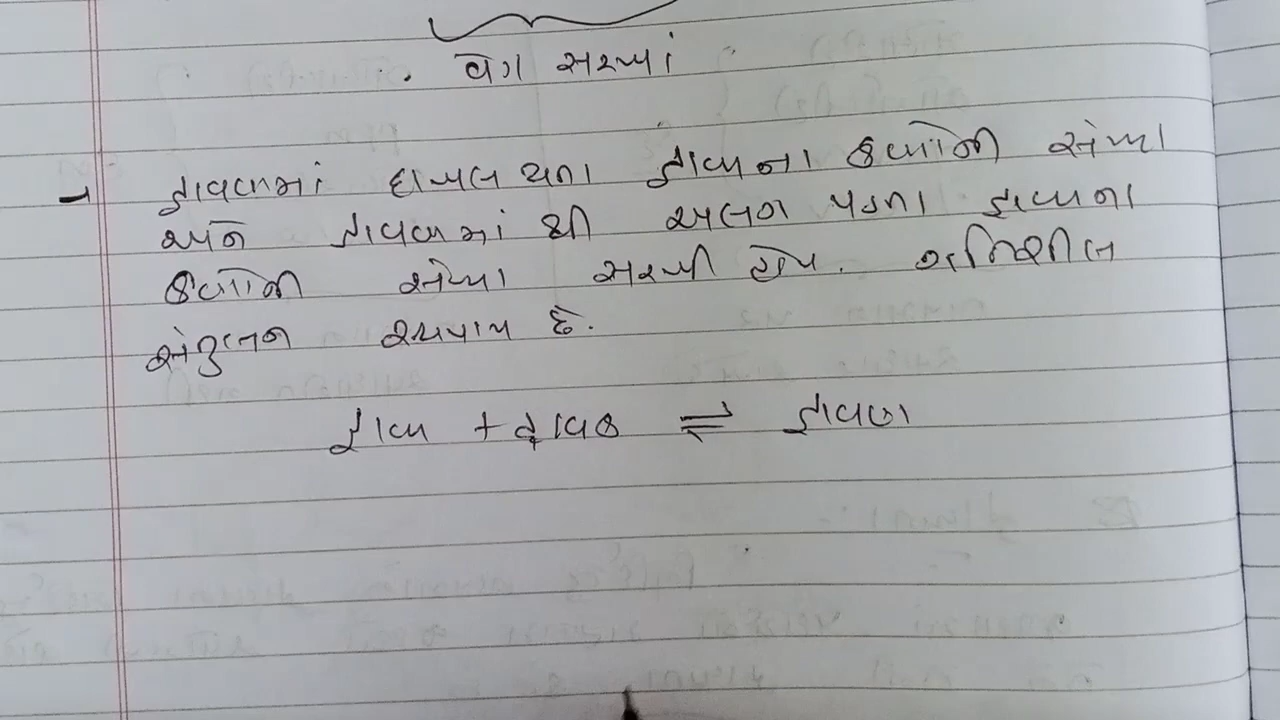 વેગ સરખાં
→ દ્રાવણમાં દાખલ થતા દ્રાવ્યના કણોની સંખ્યા
અને દ્રાવણમાં થી અલગ પડતા દ્રાવ્યના
કણોની સંખ્યા સરખી હોય. ગતિશીલ
સંતુલન સ્થપાય છે.
દ્રાવ્ય + દ્રાવક ⇌ દ્રાવણ